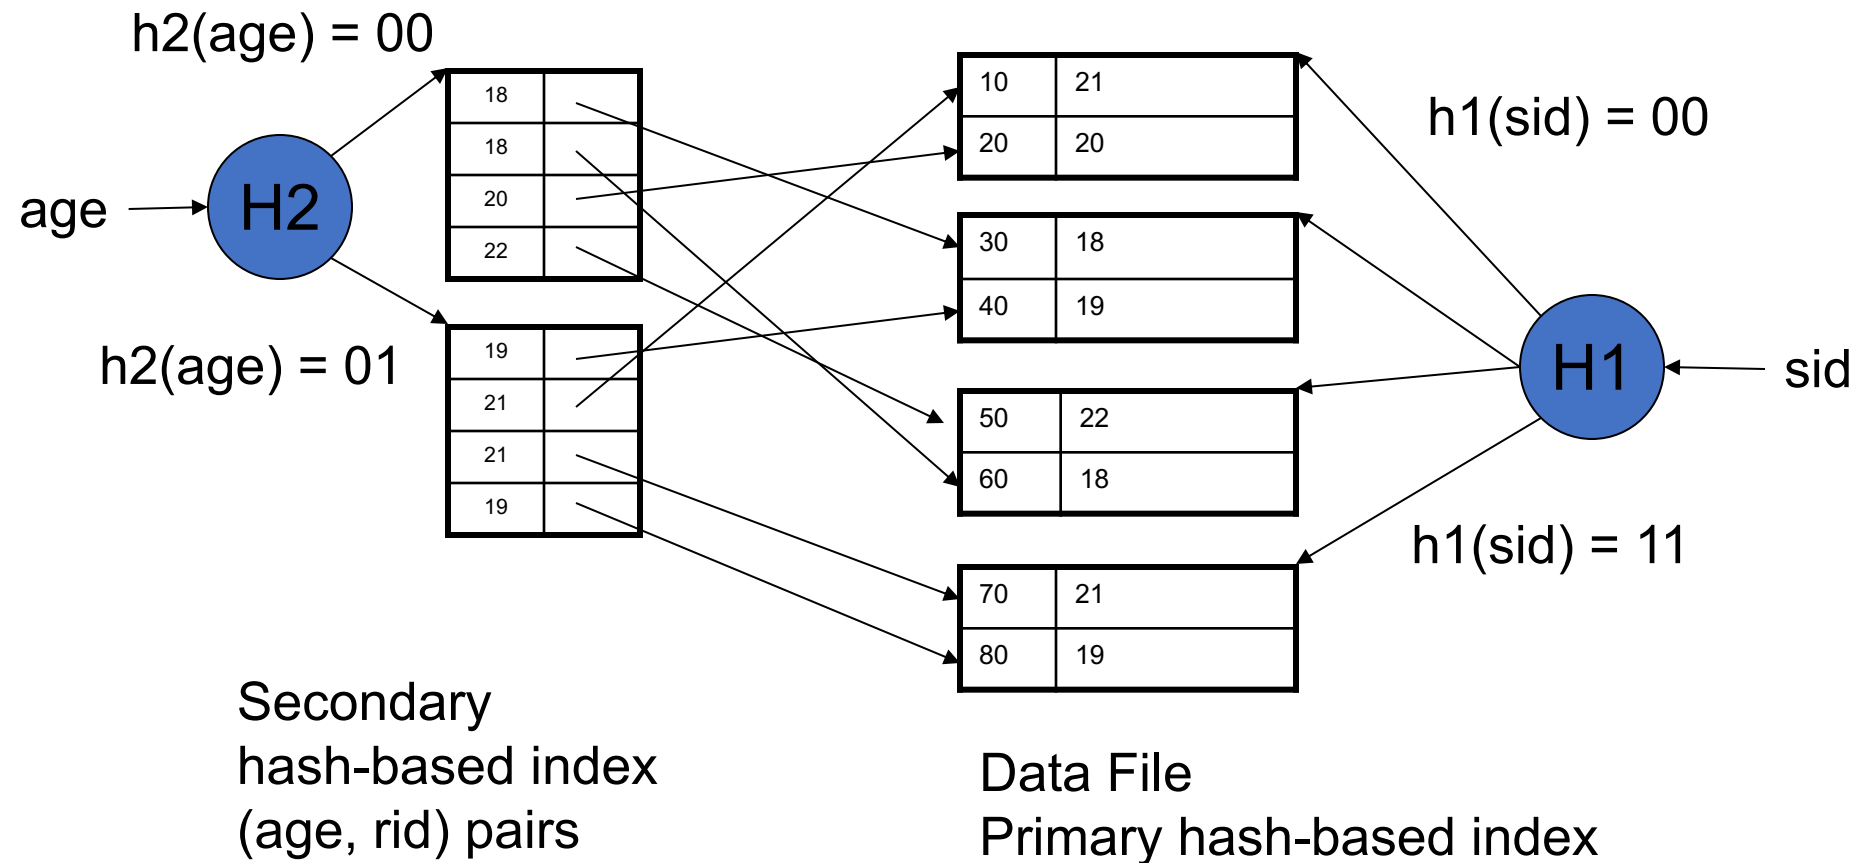 h2(age) = 00
age
H2
h2(age) = 01
18
18
20
22
19
21
21
19
10 21
20 20
30 18
40 19
50 22
60 18
70 21
80 19
h1(sid) = 00
H1
sid
h1(sid) = 11
Secondary
hash-based index
(age, rid) pairs
Data File
Primary hash-based index